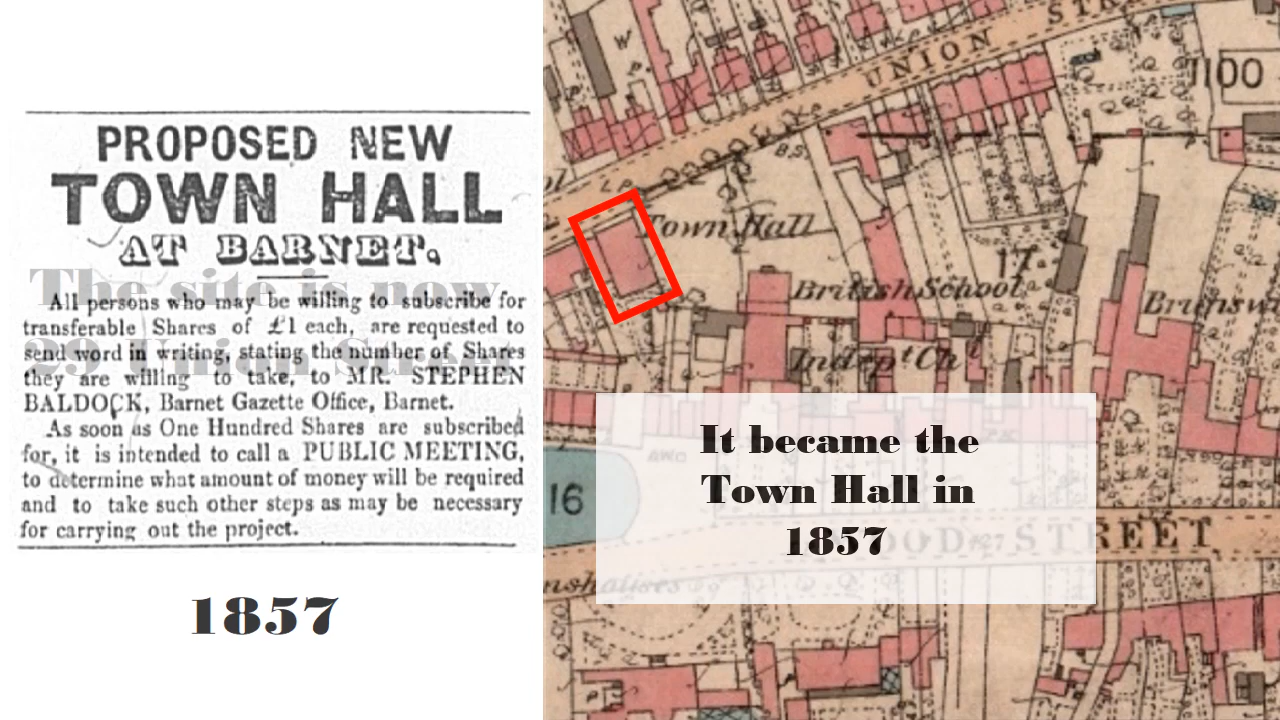 PROPOSED NEW
TOWN HALL
AT BARNET.
The site is now
29 Union Street
All persons who may be willing to subscribe for
transferable Shares of £1 each, are requested to
send word in writing, stating the number of Shares
they are willing to take, to MR. STEPHEN
BALDOCK, Barnet Gazette Office, Barnet.
As soon as One Hundred Shares are subscribed
for, it is intended to call a PUBLIC MEETING,
to determine what amount of money will be required
and to take such other steps as may be necessary
for carrying out the project.
1857
UNION
1100
B.S.
L.P.
Town Hall
17
British School
Indept Chl
It became the
Town Hall in
1857
16
STREET